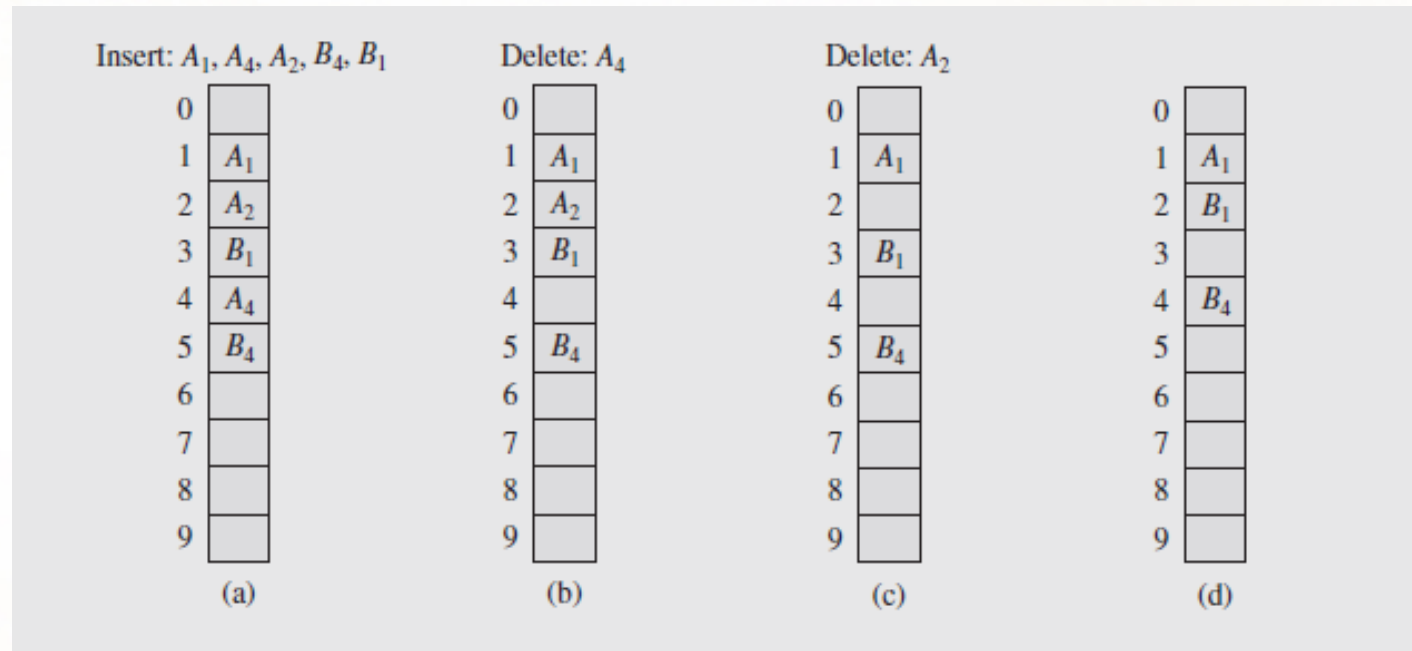 Insert: A₁, A₄, A₂, B₄, B₁ Delete: A₄ Delete: A₂
0 0 0 0
1 A₁ 1 A₁ 1 A₁ 1 A₁
2 A₂ 2 A₂ 2 2 B₁
3 B₁ 3 B₁ 3 B₁ 3
4 A₄ 4 4 4 B₄
5 B₄ 5 B₄ 5 B₄ 5
6 6 6 6
7 7 7 7
8 8 8 8
9 9 9 9
(a) (b) (c) (d)